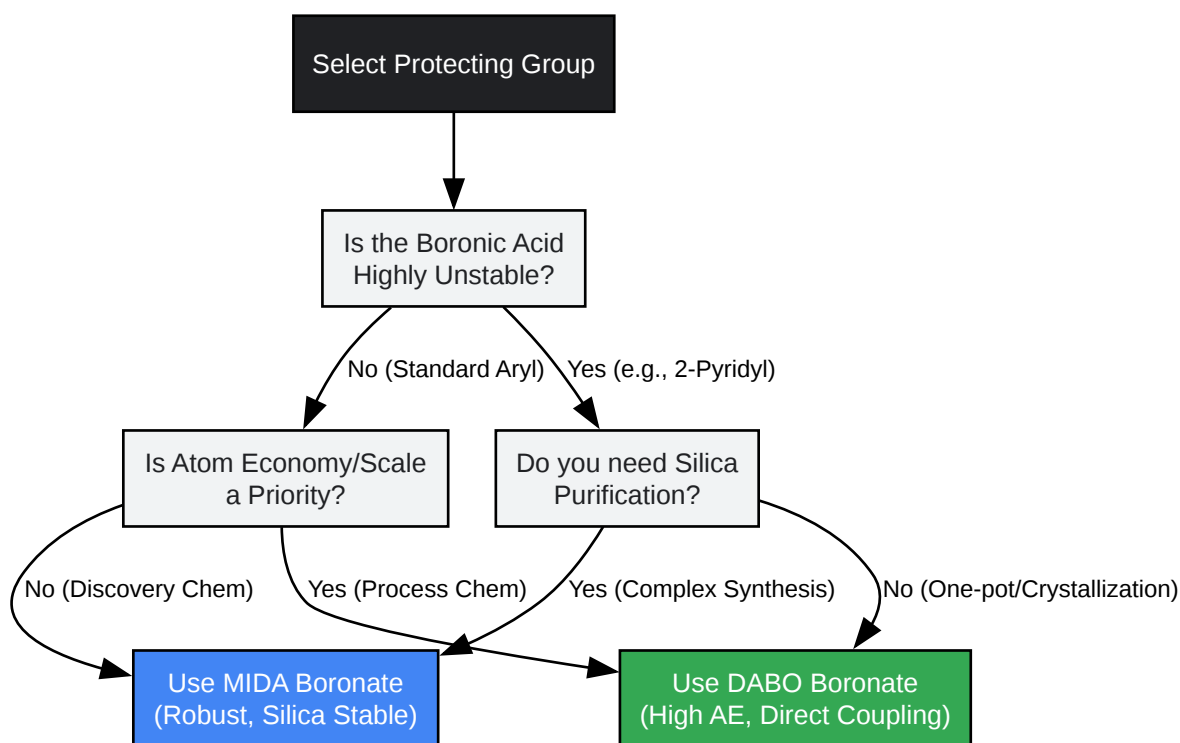 Select Protecting Group
Is the Boronic Acid
Highly Unstable?
No (Standard Aryl)
Yes (e.g., 2-Pyridyl)
Is Atom Economy/Scale
a Priority?
Do you need Silica
Purification?
No (Discovery Chem)
Yes (Process Chem)
Yes (Complex Synthesis)
No (One-pot/Crystallization)
Use MIDA Boronate
(Robust, Silica Stable)
Use DABO Boronate
(High AE, Direct Coupling)